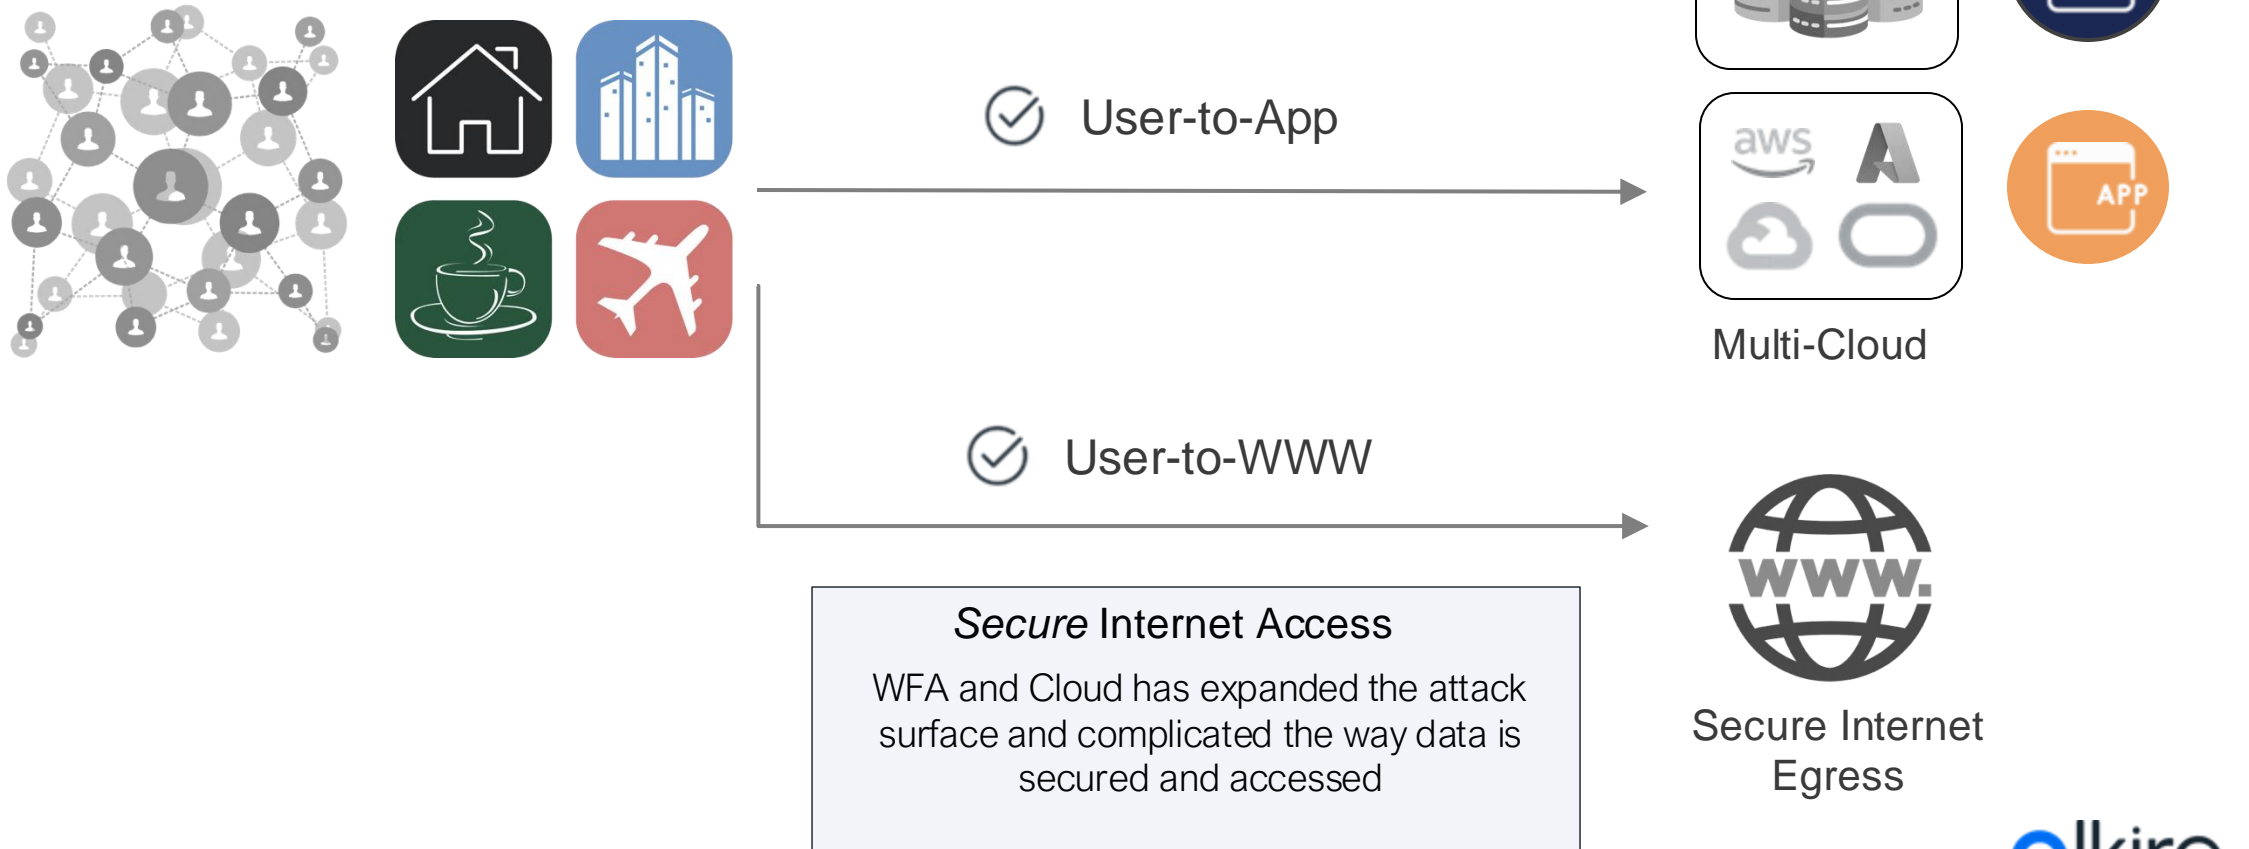 User-to-App
aws
APP
Multi-Cloud
User-to-WWW
www.
Secure Internet Access
WFA and Cloud has expanded the attack
surface and complicated the way data is
secured and accessed
Secure Internet
Egress